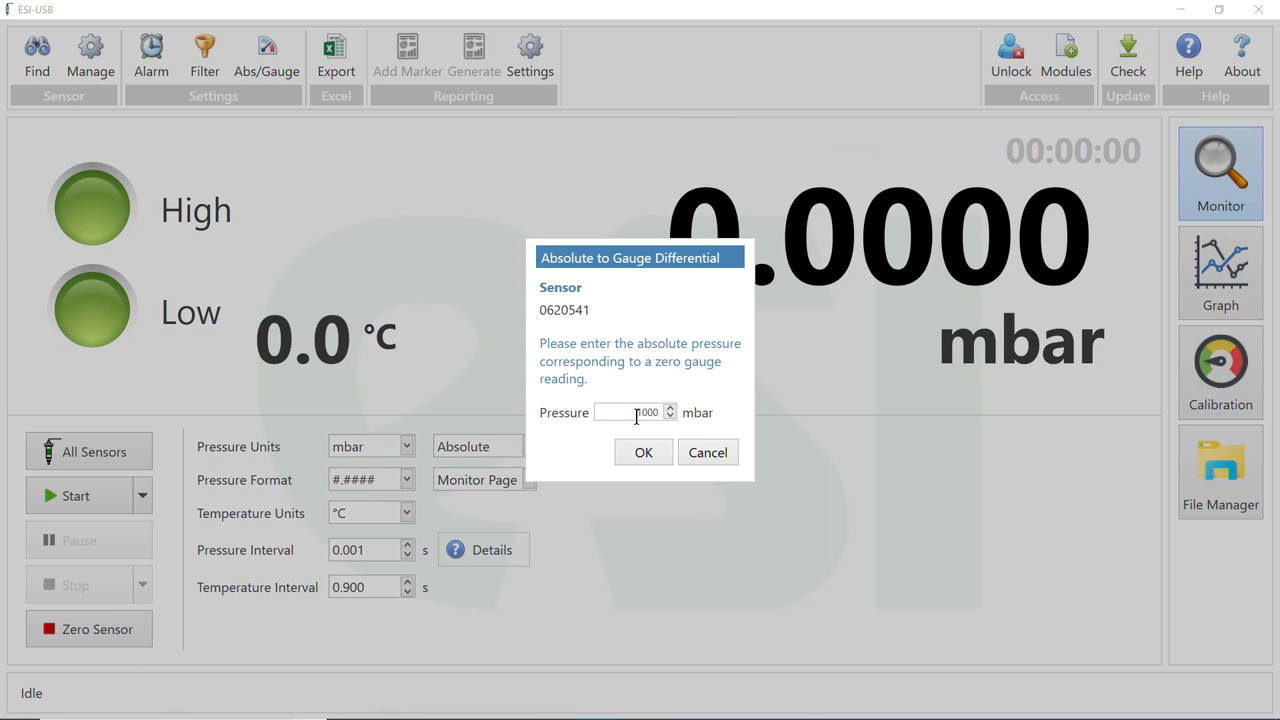 ESI-USB
Find
Manage
Alarm
Filter
Abs/Gauge
Export
Add Marker
Generate
Settings
Unlock
Modules
Check
Help
About
Sensor
Settings
Excel
Reporting
Access
Update
Help
00:00:00
High
0.0000
Low
0.0 °C
mbar
Absolute to Gauge Differential
Sensor
0620541
Please enter the absolute pressure
corresponding to a zero gauge
reading.
Pressure 1000 mbar
OK
Cancel
All Sensors
Start
Pause
Stop
Zero Sensor
Pressure Units mbar Absolute
Pressure Format #.#### Monitor Page
Temperature Units °C
Pressure Interval 0.001 s Details
Temperature Interval 0.900 s
Monitor
Graph
Calibration
File Manager
Idle